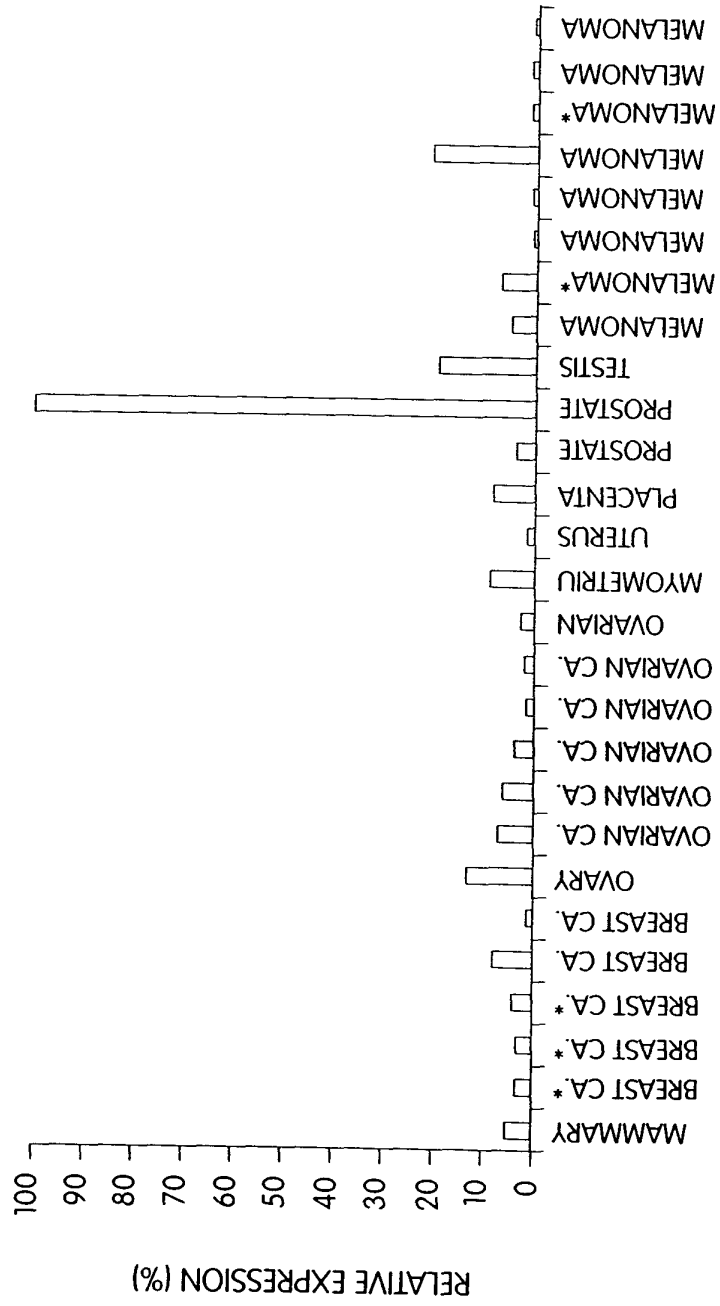 RELATIVE EXPRESSION (%)
100
90
80
70
60
50
40
30
20
10
0
MAMMARY
BREAST CA.*
BREAST CA.*
BREAST CA.*
BREAST CA.
BREAST CA.
OVARY
OVARIAN CA.
OVARIAN CA.
OVARIAN CA.
OVARIAN CA.
OVARIAN CA.
OVARIAN
MYOMETRIU
UTERUS
PLACENTA
PROSTATE
PROSTATE
TESTIS
MELANOMA
MELANOMA*
MELANOMA
MELANOMA
MELANOMA
MELANOMA*
MELANOMA
MELANOMA